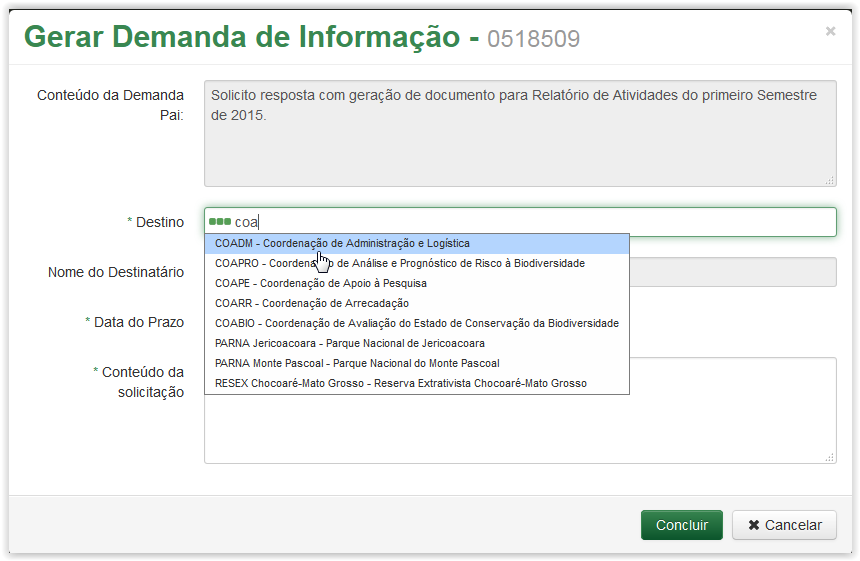 Gerar Demanda de Informação - 0518509
×
Conteúdo da Demanda
Pai:
Solicito resposta com geração de documento para Relatório de Atividades do primeiro Semestre
de 2015.
* Destino
coa
COADM - Coordenação de Administração e Logística
COAPRO - Coordenação de Análise e Prognóstico de Risco à Biodiversidade
COAPE - Coordenação de Apoio à Pesquisa
COARR - Coordenação de Arrecadação
COABIO - Coordenação de Avaliação do Estado de Conservação da Biodiversidade
PARNA Jericoacoara - Parque Nacional de Jericoacoara
PARNA Monte Pascoal - Parque Nacional do Monte Pascoal
RESEX Chocoaré-Mato Grosso - Reserva Extrativista Chocoaré-Mato Grosso
Nome do Destinatário
* Data do Prazo
* Conteúdo da
solicitação
Concluir
✖ Cancelar